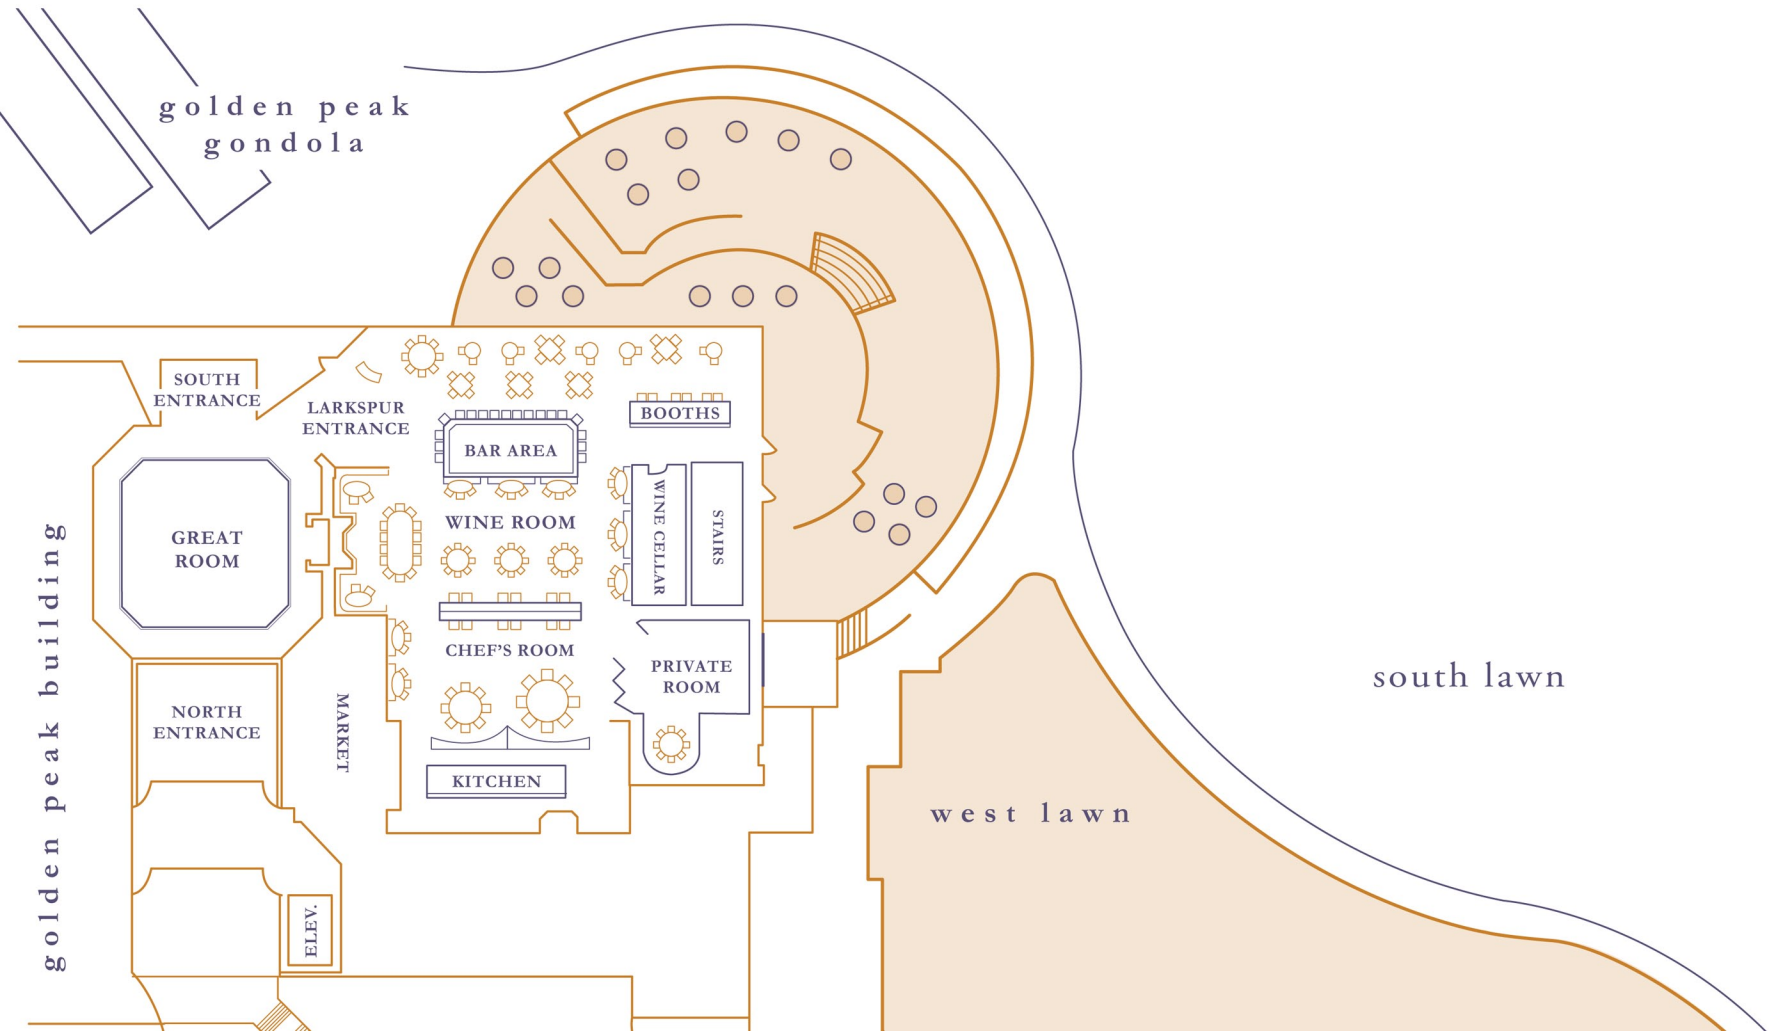 golden peak
gondola
SOUTH
ENTRANCE
LARKSPUR
ENTRANCE
BOOTHS
BAR AREA
WINE ROOM
WINE CELLAR
STAIRS
GREAT
ROOM
golden peak building
CHEF'S ROOM
PRIVATE
ROOM
NORTH
ENTRANCE
MARKET
KITCHEN
ELEV.
south lawn
west lawn